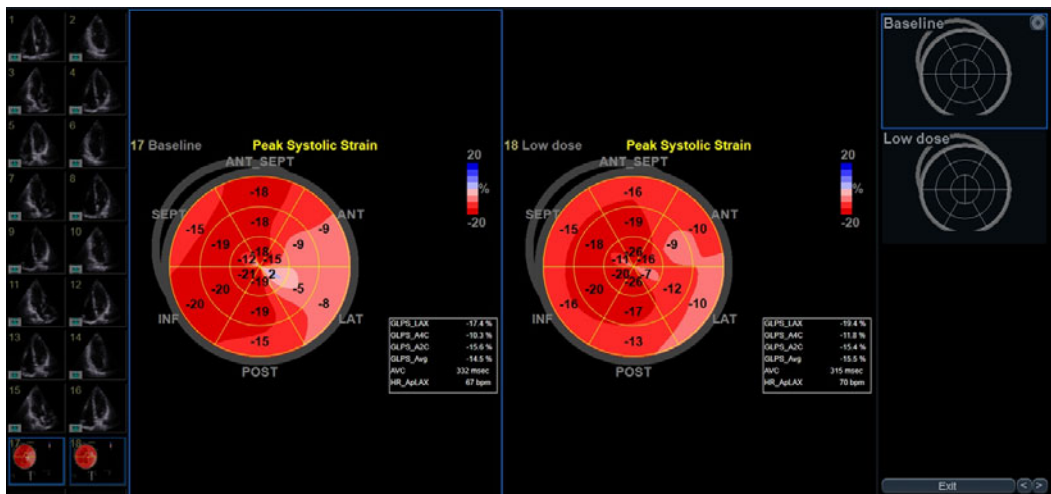 1 2
3 4
5 6
7 8
9 10
11 12
13 14
15 16
17 18
17 Baseline Peak Systolic Strain
20
%
-20
ANT_SEPT
SEPT ANT
INF LAT
POST
-18
-15 -9
-18
-19 -9
-18
-12 -15
-21 2
-19
-20 -5
-20 -8
-19
-15
GLPS_LAX -17.4 %
GLPS_A4C -10.3 %
GLPS_A2C -15.6 %
GLPS_Avg -14.5 %
AVC 332 msec
HR_ApLAX 67 bpm
18 Low dose Peak Systolic Strain
20
%
-20
ANT_SEPT
SEPT ANT
INF LAT
POST
-16
-15 -10
-19
-18 -9
-26
-11 -16
-20 -7
-26
-20 -12
-16 -10
-17
-13
GLPS_LAX -19.4 %
GLPS_A4C -11.8 %
GLPS_A2C -15.4 %
GLPS_Avg -15.5 %
AVC 315 msec
HR_ApLAX 70 bpm
Baseline
Low dose
Exit < >